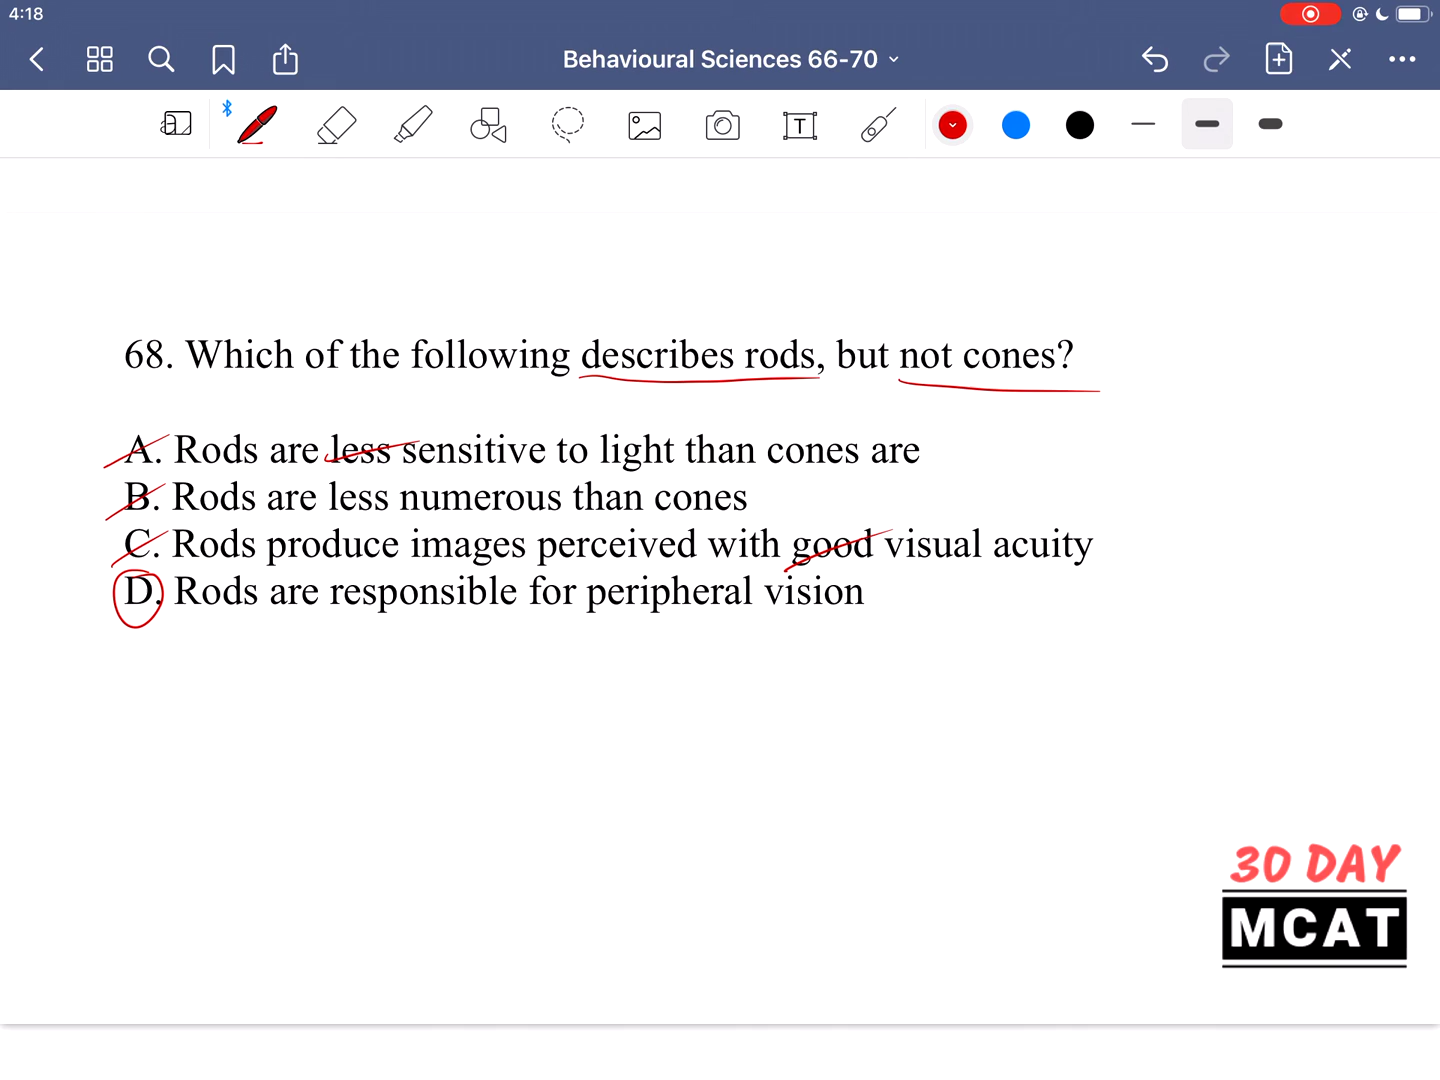 4:18
Behavioural Sciences 66-70
T
68. Which of the following describes rods, but not cones?
A. Rods are less sensitive to light than cones are
B. Rods are less numerous than cones
C. Rods produce images perceived with good visual acuity
D. Rods are responsible for peripheral vision
30 DAY
MCAT